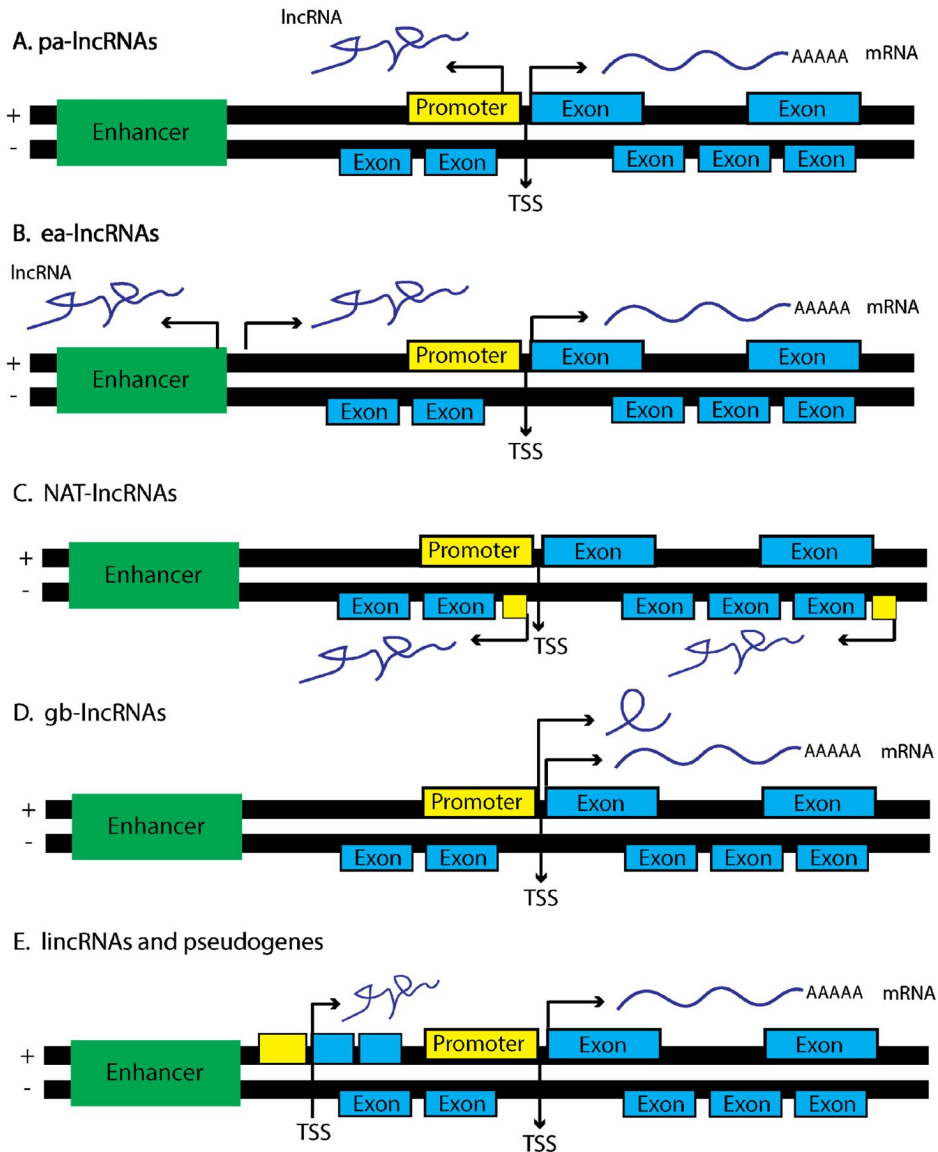 lncRNA
A. pa-lncRNAs
AAAAA mRNA
+ Enhancer Promoter Exon Exon
- Exon Exon Exon Exon Exon
TSS
B. ea-lncRNAs
lncRNA
AAAAA mRNA
+ Enhancer Promoter Exon Exon
- Exon Exon Exon Exon Exon
TSS
C. NAT-lncRNAs
+ Enhancer Promoter Exon Exon
- Exon Exon Exon Exon Exon
TSS
D. gb-lncRNAs
AAAAA mRNA
+ Enhancer Promoter Exon Exon
- Exon Exon Exon Exon Exon
TSS
E. lincRNAs and pseudogenes
AAAAA mRNA
+ Enhancer Promoter Exon Exon
- Exon Exon Exon Exon Exon
TSS TSS